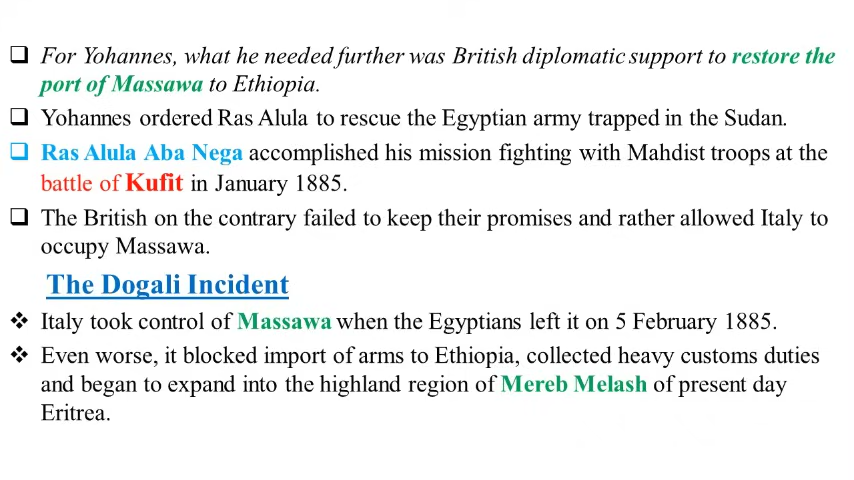 ❑ For Yohannes, what he needed further was British diplomatic support to restore the
port of Massawa to Ethiopia.
❑ Yohannes ordered Ras Alula to rescue the Egyptian army trapped in the Sudan.
❑ Ras Alula Aba Nega accomplished his mission fighting with Mahdist troops at the
battle of Kufit in January 1885.
❑ The British on the contrary failed to keep their promises and rather allowed Italy to
occupy Massawa.
The Dogali Incident
❖ Italy took control of Massawa when the Egyptians left it on 5 February 1885.
❖ Even worse, it blocked import of arms to Ethiopia, collected heavy customs duties
and began to expand into the highland region of Mereb Melash of present day
Eritrea.